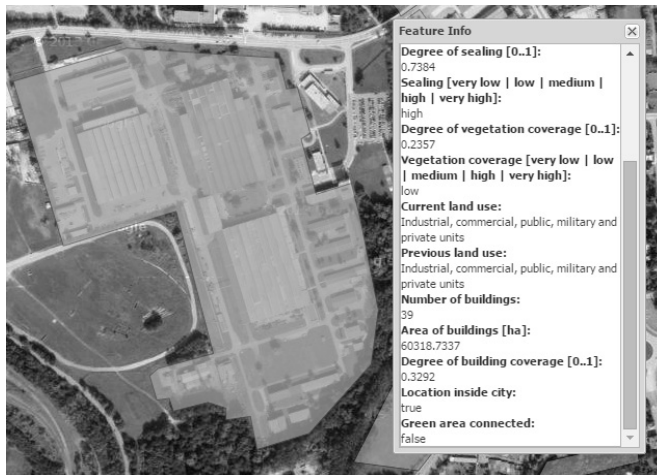 Feature Info
Degree of sealing [0..1]:
0.7384
Sealing [very low | low | medium |
high | very high]:
high
Degree of vegetation coverage [0..1]:
0.2357
Vegetation coverage [very low | low
| medium | high | very high]:
low
Current land use:
Industrial, commercial, public, military and
private units
Previous land use:
Industrial, commercial, public, military and
private units
Number of buildings:
39
Area of buildings [ha]:
60318.7337
Degree of building coverage [0..1]:
0.3292
Location inside city:
true
Green area connected:
false